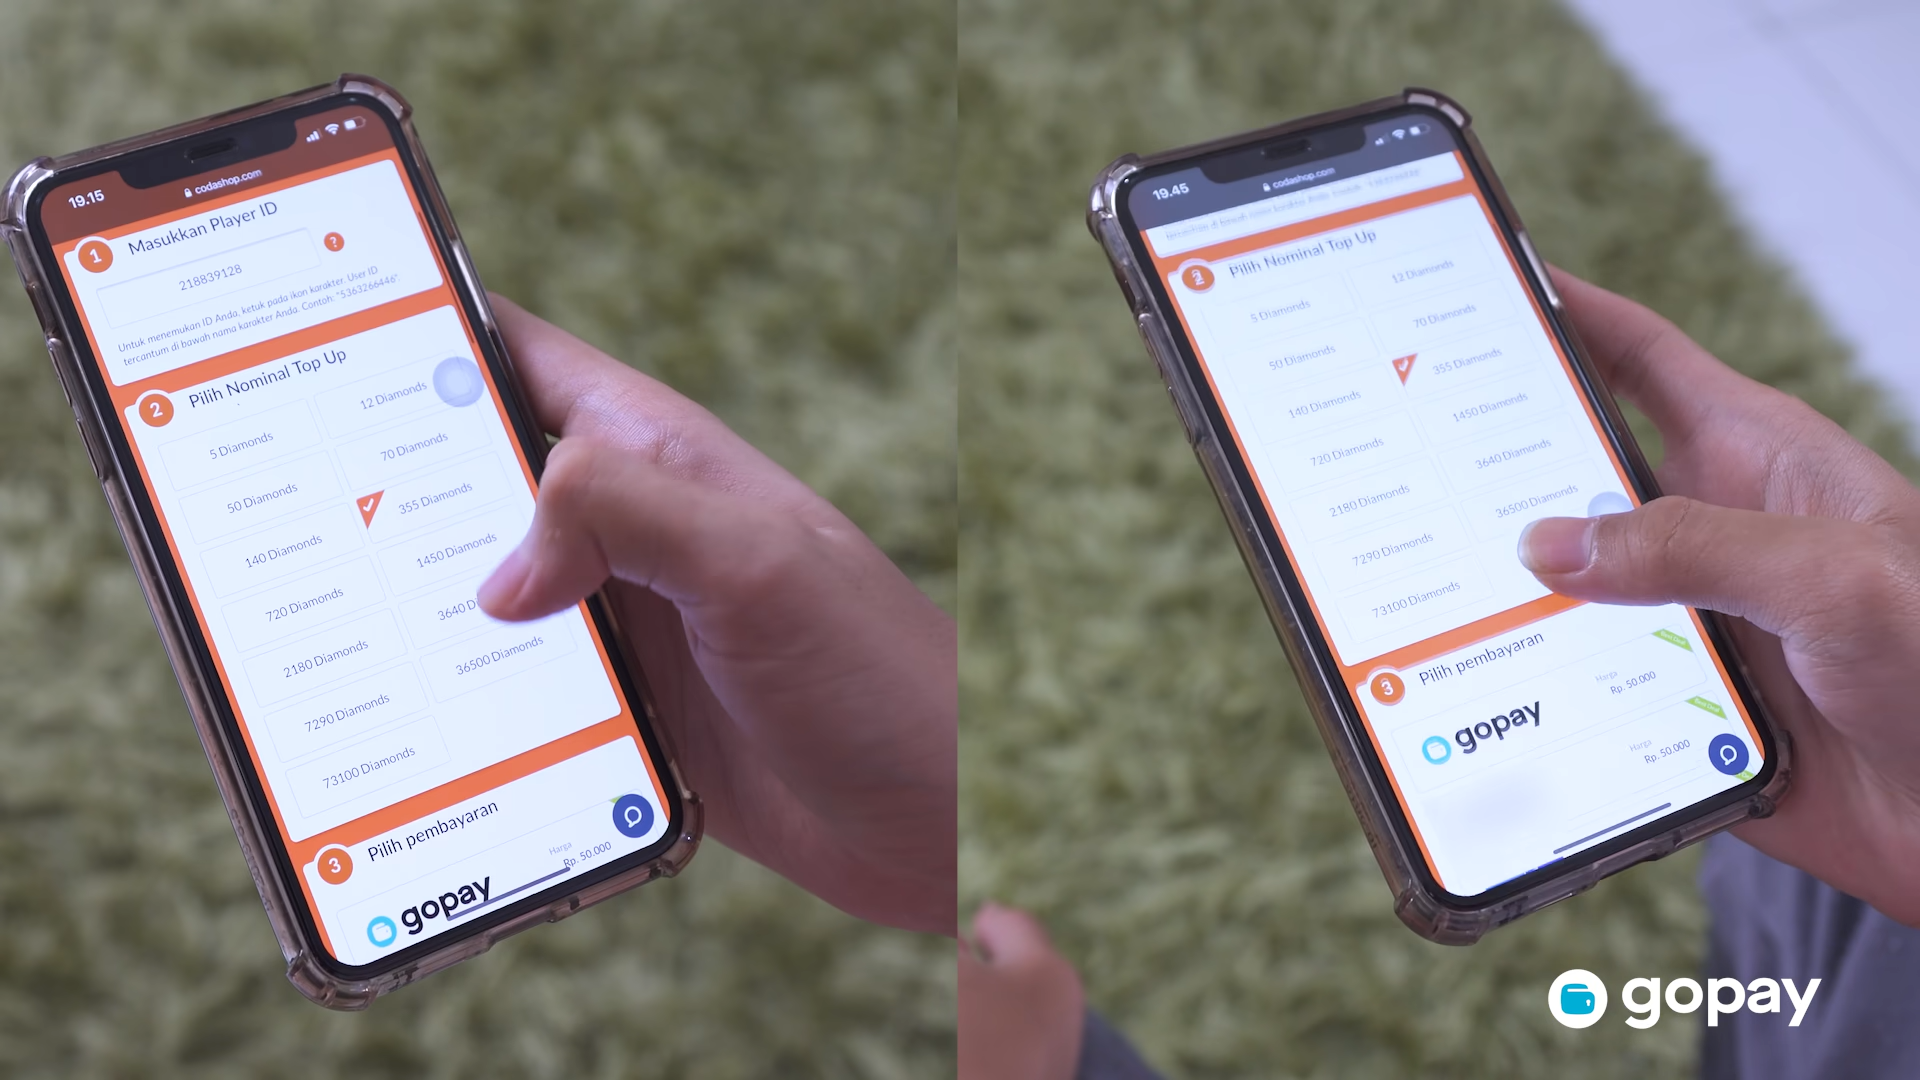 19.15
codashop.com
1 Masukkan Player ID
218839128
?
Untuk menemukan ID Anda, ketuk pada ikon karakter. User ID
tercantum di bawah nama karakter Anda. Contoh: "5363266446".
2 Pilih Nominal Top Up
5 Diamonds
12 Diamonds
50 Diamonds
70 Diamonds
140 Diamonds
355 Diamonds
720 Diamonds
1450 Diamonds
2180 Diamonds
3640 D
7290 Diamonds
36500 Diamonds
73100 Diamonds
3 Pilih pembayaran
Harga
Rp. 50.000
gopay
19.45
codashop.com
2 Pilih Nominal Top Up
5 Diamonds
12 Diamonds
50 Diamonds
70 Diamonds
140 Diamonds
355 Diamonds
720 Diamonds
1450 Diamonds
2180 Diamonds
3640 Diamonds
7290 Diamonds
36500 Diamonds
73100 Diamonds
3 Pilih pembayaran
Best Deal
Harga
Rp. 50.000
gopay
Best Deal
Harga
Rp. 50.000
gopay